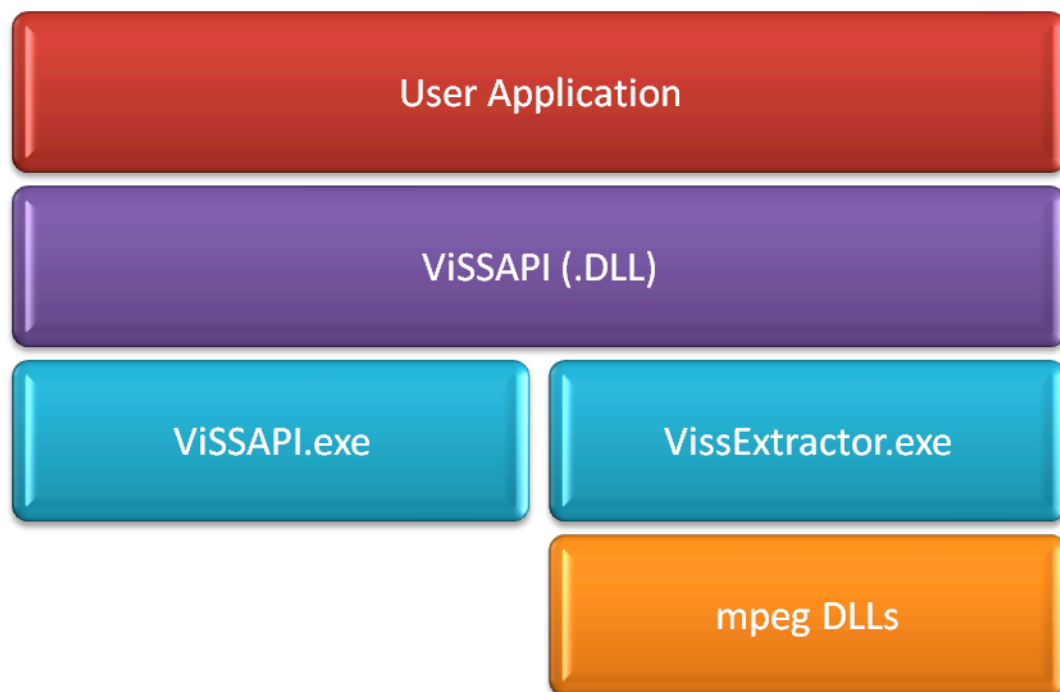 User Application
ViSSAPI (.DLL)
ViSSAPI.exe
VissExtractor.exe
mpeg DLLs